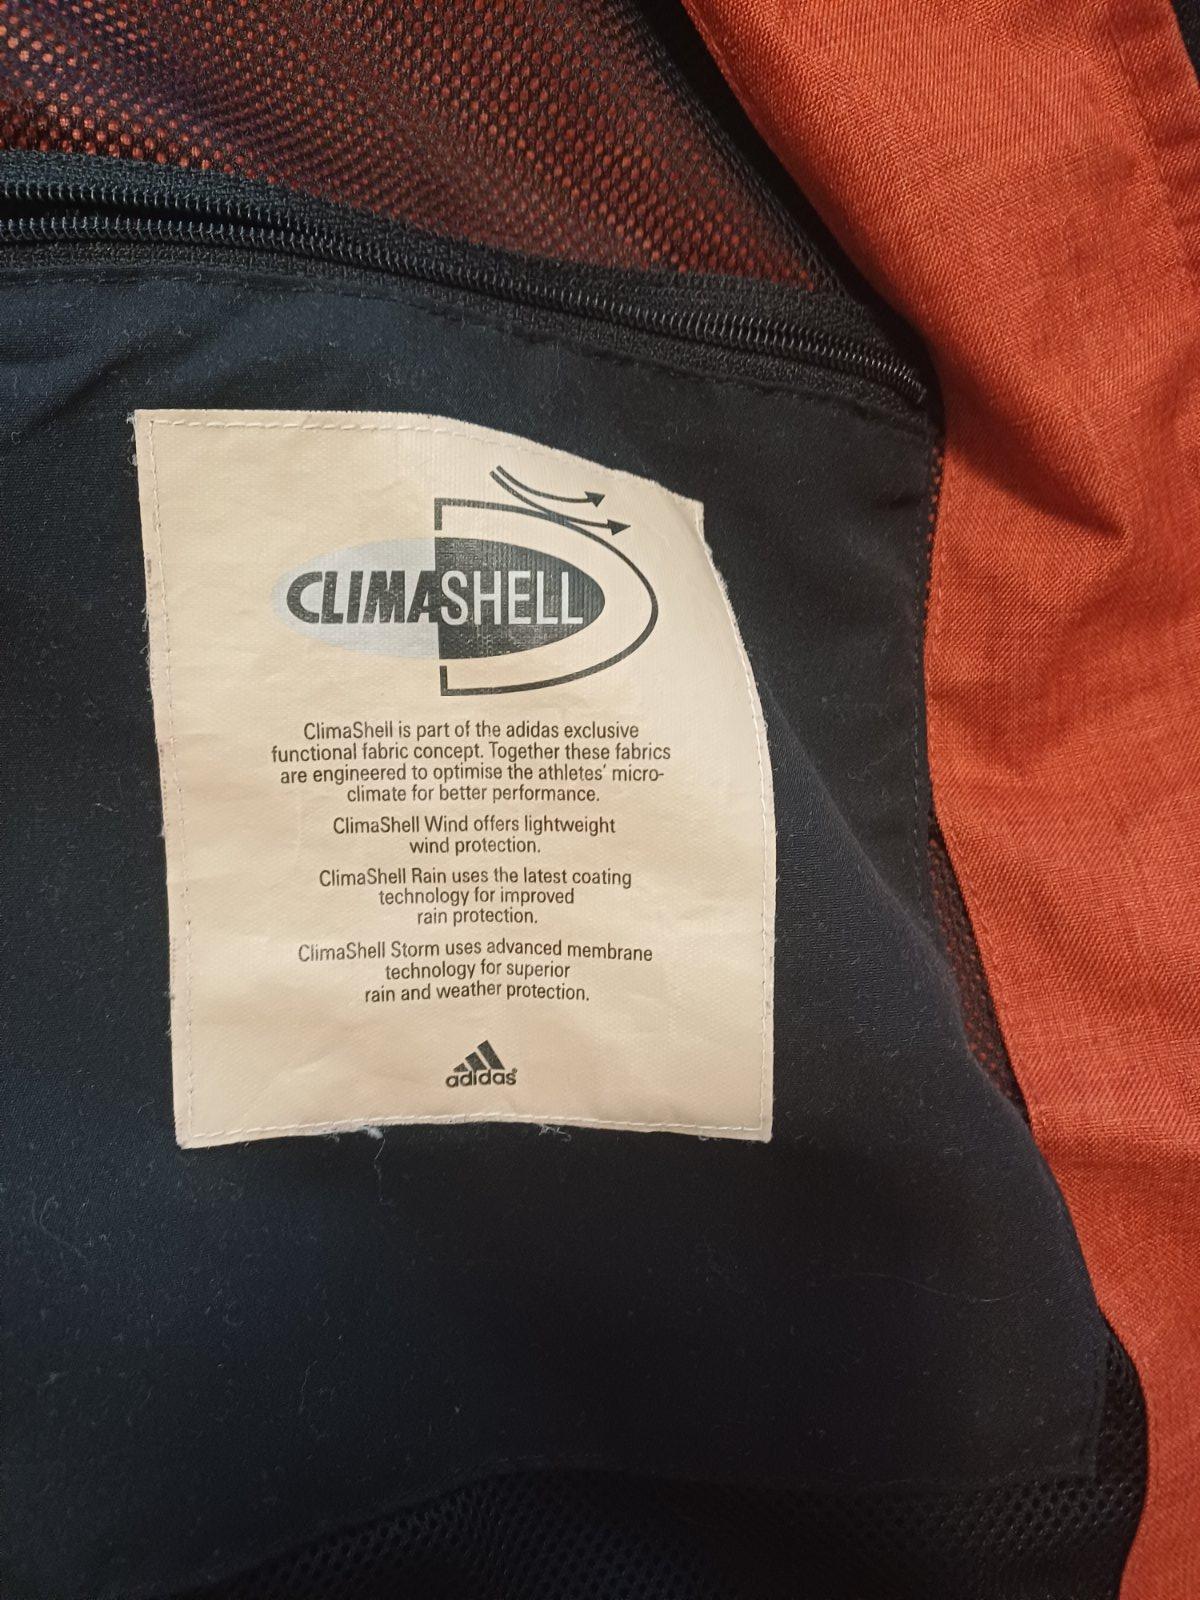 CLIMASHELL
ClimaShell is part of the adidas exclusive
functional fabric concept. Together these fabrics
are engineered to optimise the athletes' micro-
climate for better performance.
ClimaShell Wind offers lightweight
wind protection.
ClimaShell Rain uses the latest coating
technology for improved
rain protection.
ClimaShell Storm uses advanced membrane
technology for superior
rain and weather protection.
adidas®